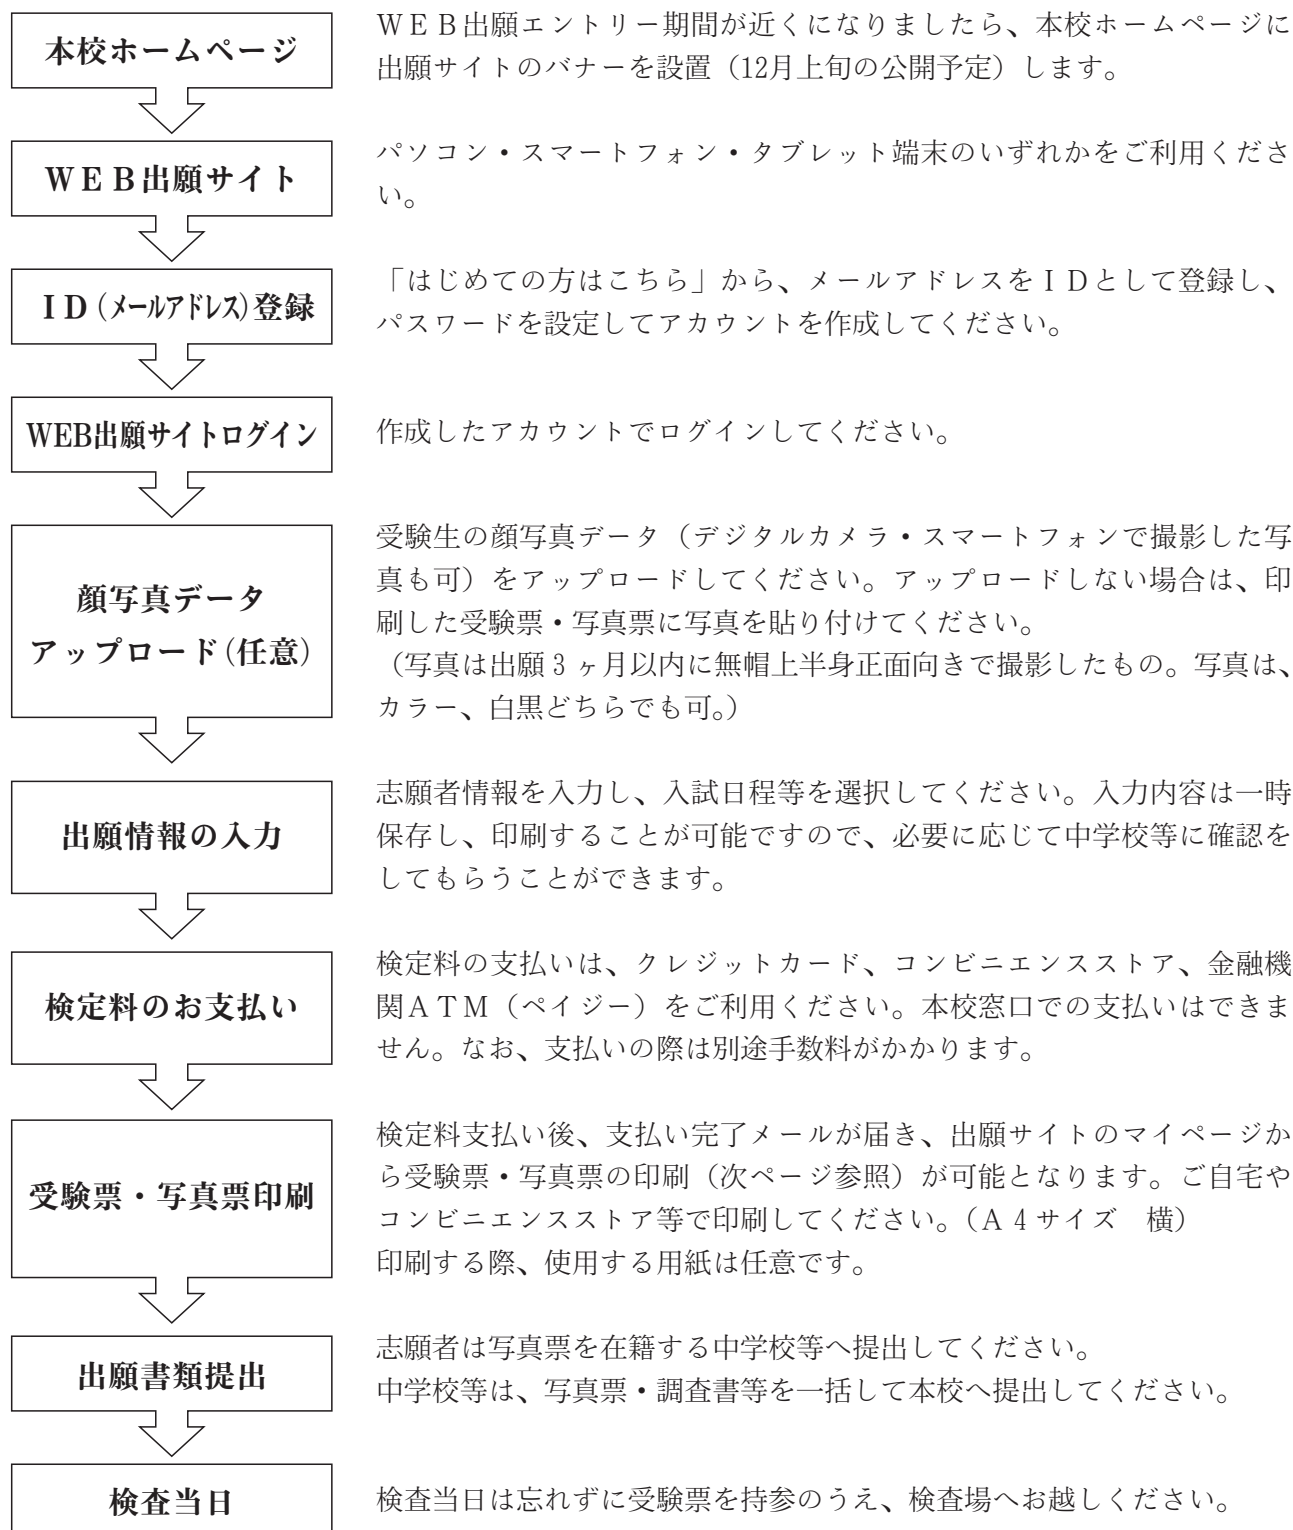 本校ホームページ
WEB出願エントリー期間が近くになりましたら、本校ホームページに
出願サイトのバナーを設置（12月上旬の公開予定）します。
WEB出願サイト
パソコン・スマートフォン・タブレット端末のいずれかをご利用くださ
い。
ID（メールアドレス）登録
「はじめての方はこちら」から、メールアドレスをIDとして登録し、
パスワードを設定してアカウントを作成してください。
WEB出願サイトログイン
作成したアカウントでログインしてください。
顔写真データ
アップロード（任意）
受験生の顔写真データ（デジタルカメラ・スマートフォンで撮影した写
真も可）をアップロードしてください。アップロードしない場合は、印
刷した受験票・写真票に写真を貼り付けてください。
（写真は出願3ヶ月以内に無帽上半身正面向きで撮影したもの。写真は、
カラー、白黒どちらでも可。）
出願情報の入力
志願者情報を入力し、入試日程等を選択してください。入力内容は一時
保存し、印刷することが可能ですので、必要に応じて中学校等に確認を
してもらうことができます。
検定料のお支払い
検定料の支払いは、クレジットカード、コンビニエンスストア、金融機
関ATM（ペイジー）をご利用ください。本校窓口での支払いはできま
せん。なお、支払いの際は別途手数料がかかります。
受験票・写真票印刷
検定料支払い後、支払い完了メールが届き、出願サイトのマイページか
ら受験票・写真票の印刷（次ページ参照）が可能となります。ご自宅や
コンビニエンスストア等で印刷してください。（A4サイズ　横）
印刷する際、使用する用紙は任意です。
出願書類提出
志願者は写真票を在籍する中学校等へ提出してください。
中学校等は、写真票・調査書等を一括して本校へ提出してください。
検査当日
検査当日は忘れずに受験票を持参のうえ、検査場へお越しください。